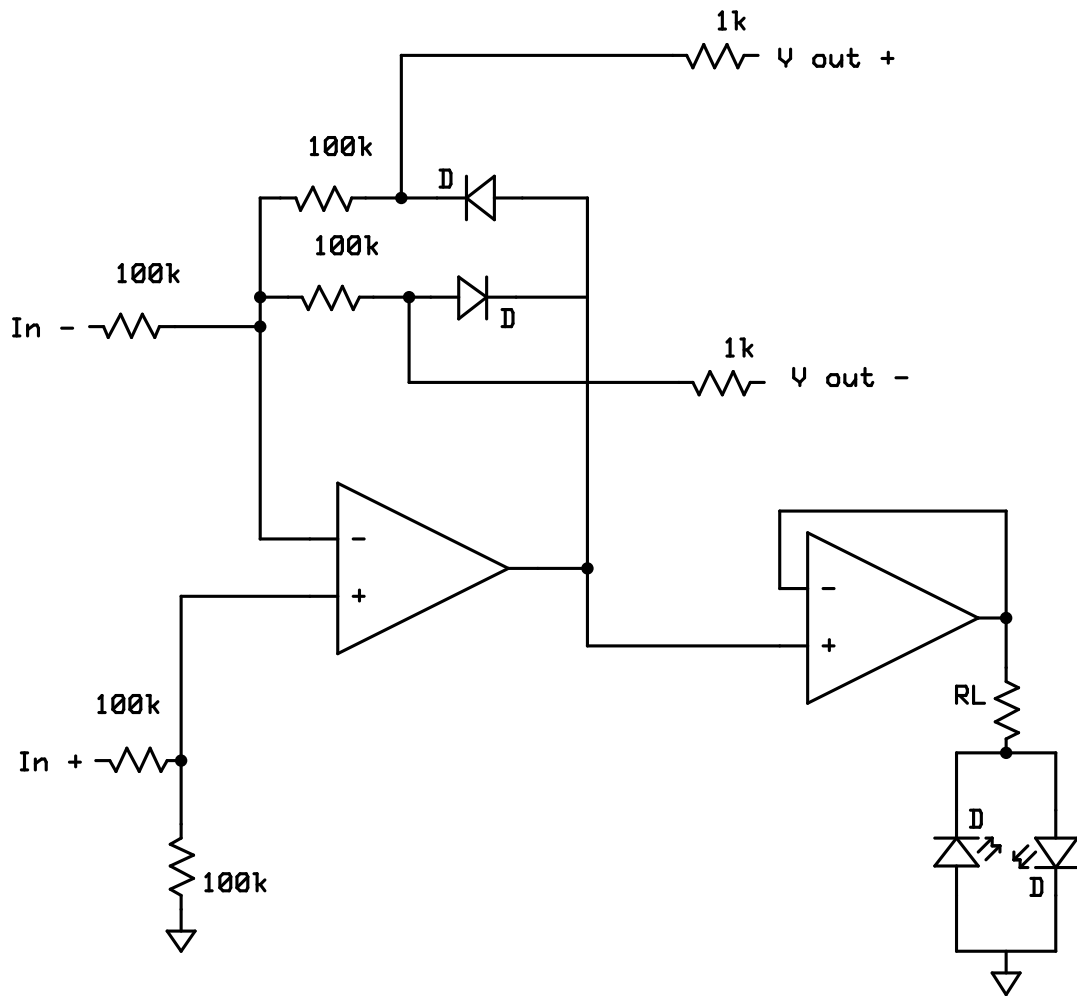 1k
V out +
100k
D
100k
100k
In -
D
1k
V out -
-
+
-
+
RL
100k
In +
D
100k
D